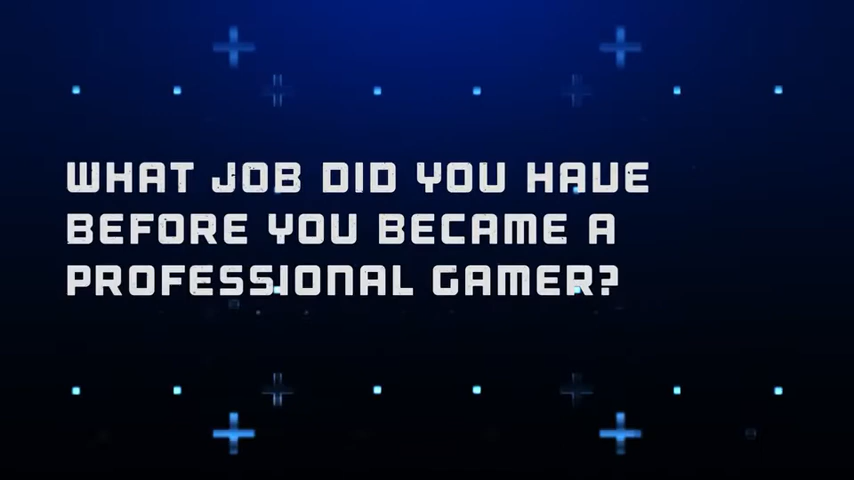 WHAT JOB DID YOU HAVE
BEFORE YOU BECAME A
PROFESSIONAL GAMER?